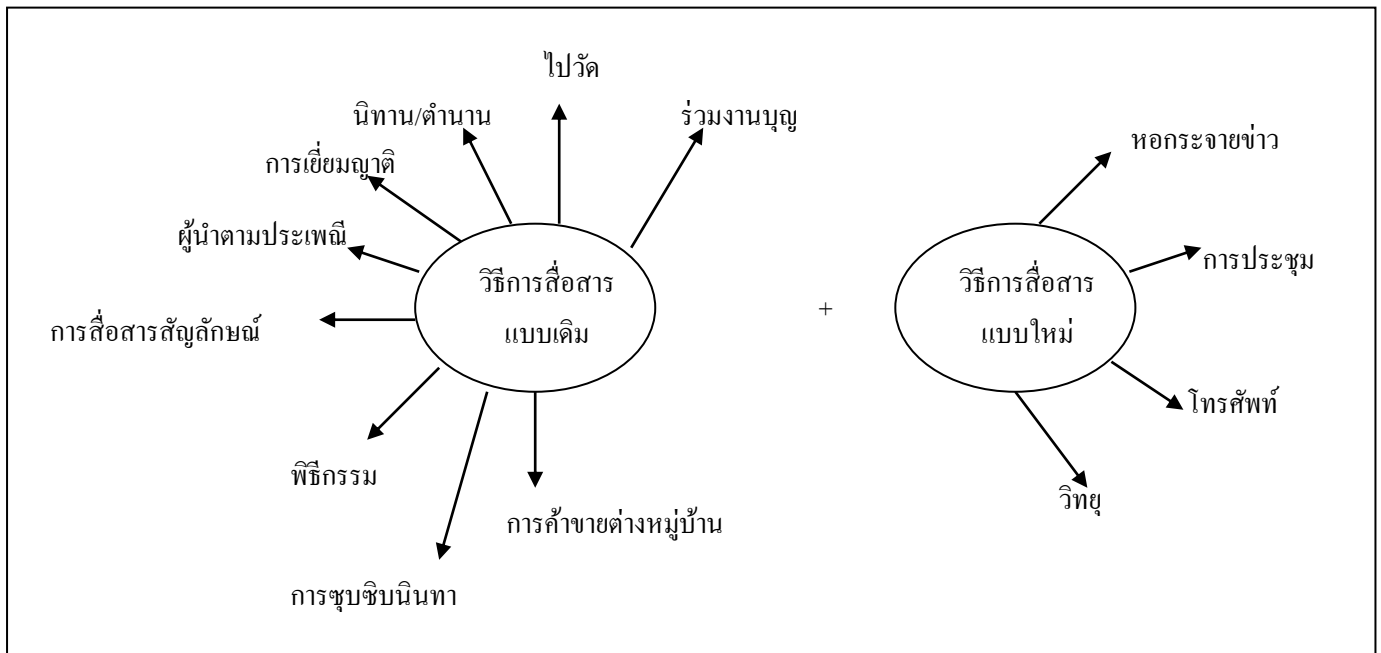 ไปวัด
นิทาน/ตำนาน
ร่วมงานบุญ
การเยี่ยมญาติ
ผู้นำตามประเพณี
การสื่อสารสัญลักษณ์
วิธีการสื่อสาร
แบบเดิม
พิธีกรรม
การค้าขายต่างหมู่บ้าน
การซุบซิบนินทา
+
หอกระจายข่าว
การประชุม
วิธีการสื่อสาร
แบบใหม่
โทรศัพท์
วิทยุ